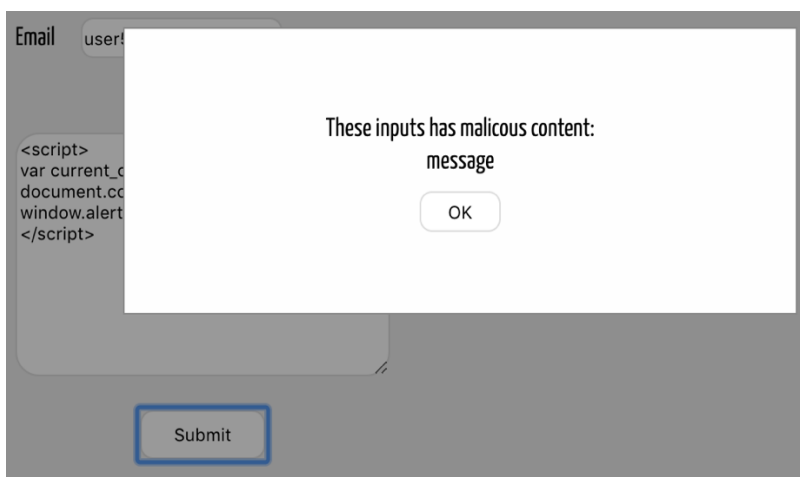 Email
user!
These inputs has malicous content:
message
OK
<script>
var current_c
document.cc
window.alert
</script>
Submit